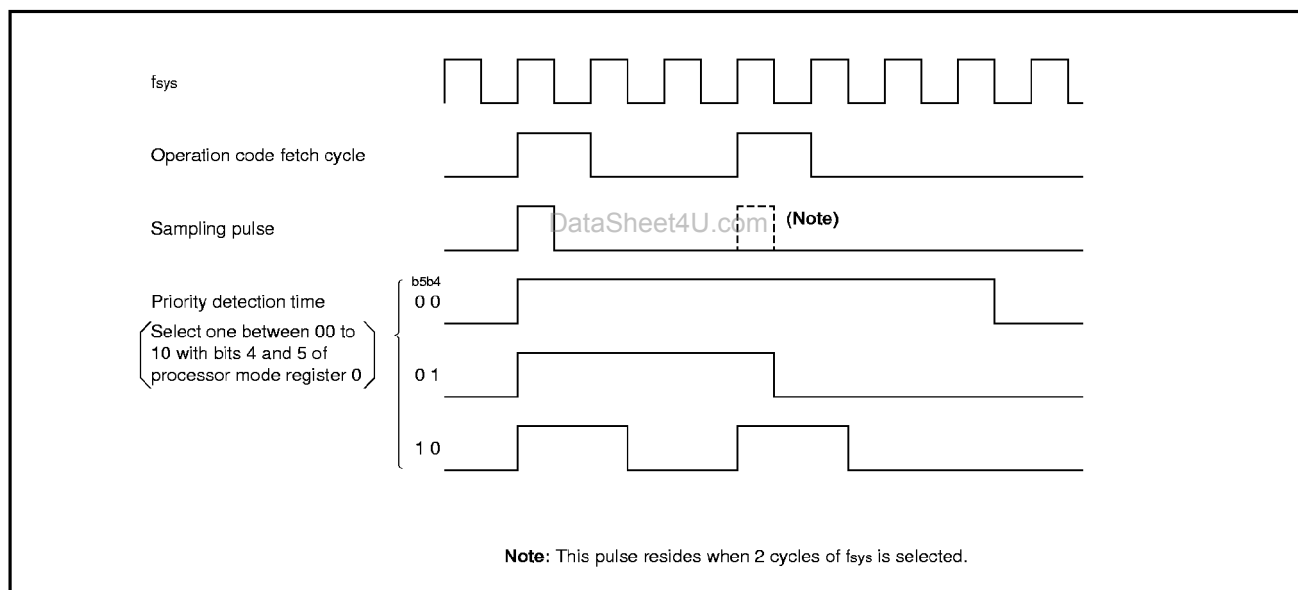 fsys
Operation code fetch cycle
Sampling pulse
DataSheet4U.com
(Note)
Priority detection time
Select one between 00 to
10 with bits 4 and 5 of
processor mode register 0
b5b4
0 0
0 1
1 0
Note: This pulse resides when 2 cycles of fsys is selected.